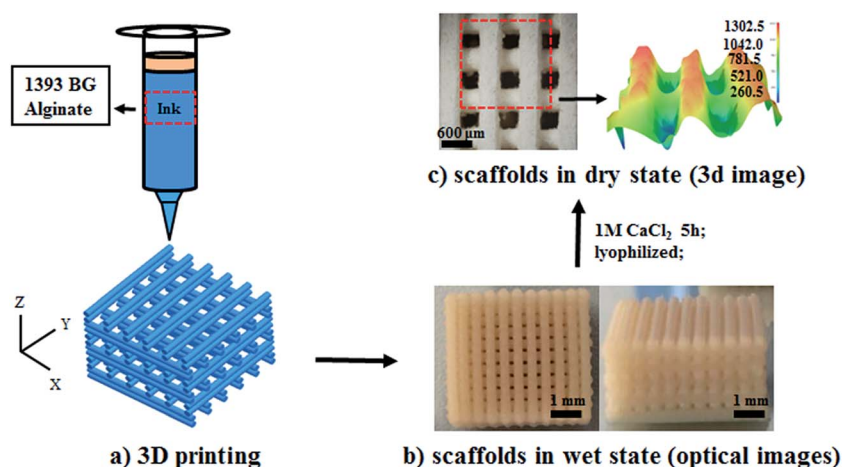 1393 BG
Alginate
Ink
Z
Y
X
a) 3D printing
600 μm
1302.5
1042.0
781.5
521.0
260.5
c) scaffolds in dry state (3d image)
1M CaCl₂ 5h;
lyophilized;
1 mm
1 mm
b) scaffolds in wet state (optical images)